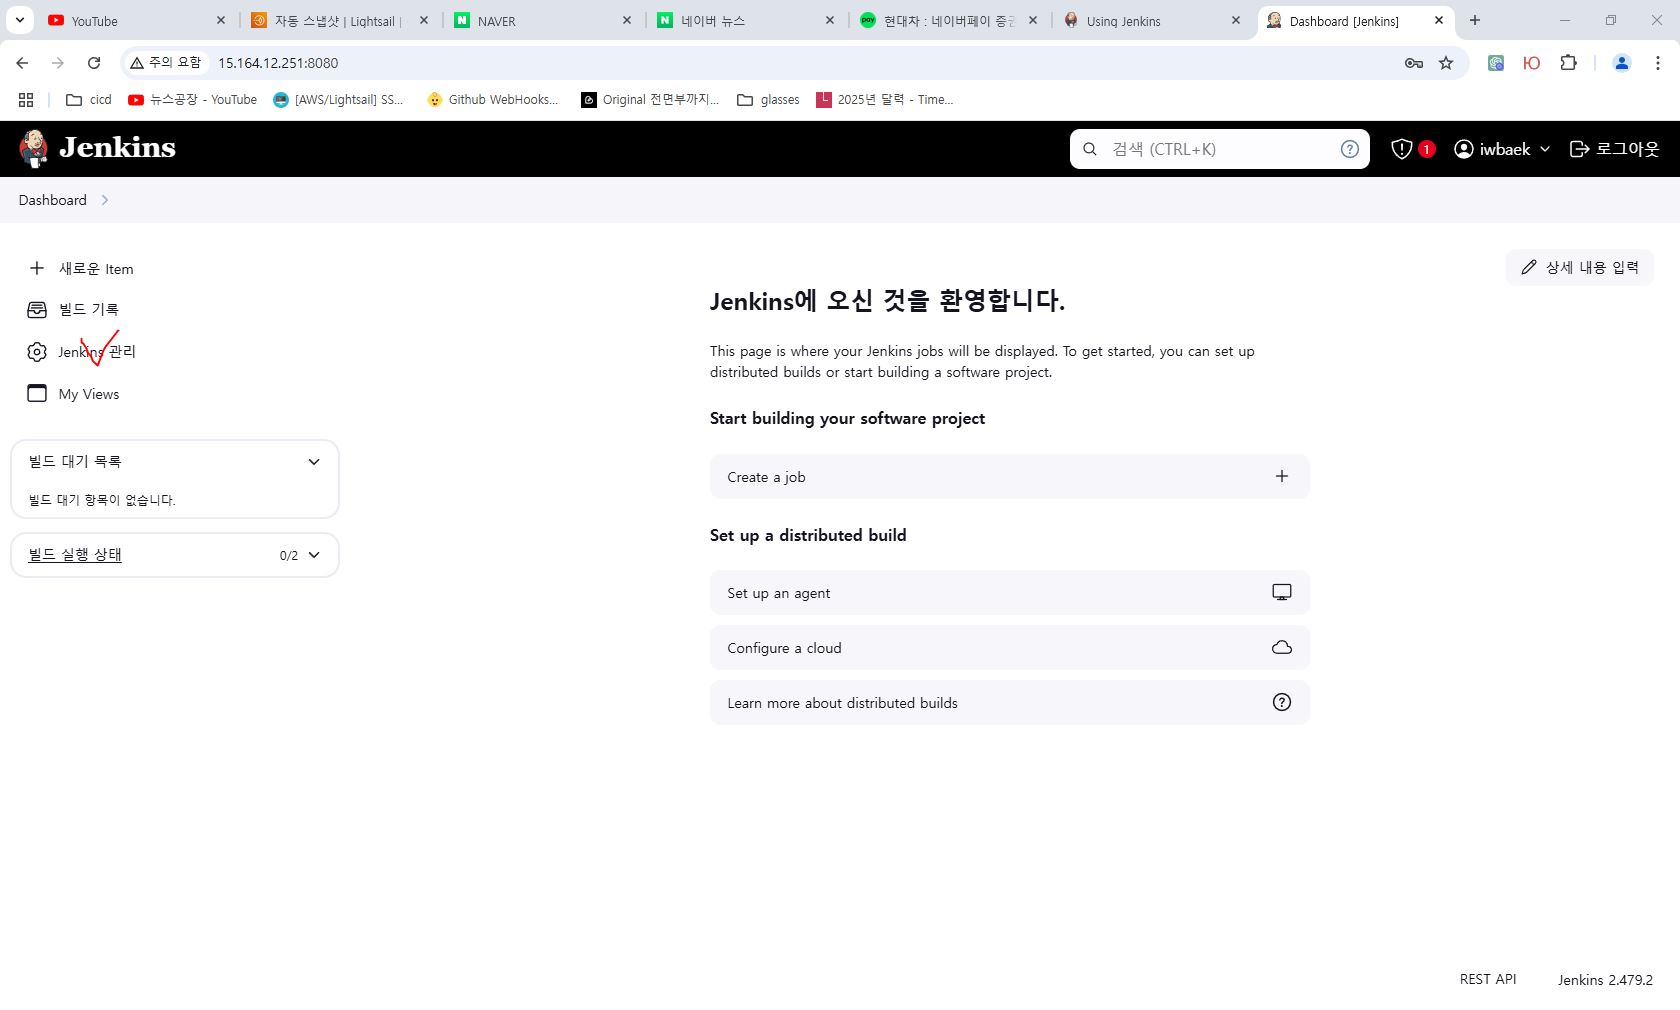 YouTube
자동 스냅샷 | Lightsail |
NAVER
네이버 뉴스
현대차 : 네이버페이 증권
Using Jenkins
Dashboard [Jenkins]
주의 요함
15.164.12.251:8080
cicd
뉴스공장 - YouTube
[AWS/Lightsail] SS...
Github WebHooks...
Original 전면부까지...
glasses
2025년 달력 - Time...
Jenkins
검색 (CTRL+K)
1
iwbaek
로그아웃
Dashboard
새로운 Item
빌드 기록
Jenkins 관리
My Views
빌드 대기 목록
빌드 대기 항목이 없습니다.
빌드 실행 상태
0/2
상세 내용 입력
Jenkins에 오신 것을 환영합니다.
This page is where your Jenkins jobs will be displayed. To get started, you can set up
distributed builds or start building a software project.
Start building your software project
Create a job
Set up a distributed build
Set up an agent
Configure a cloud
Learn more about distributed builds
REST API
Jenkins 2.479.2